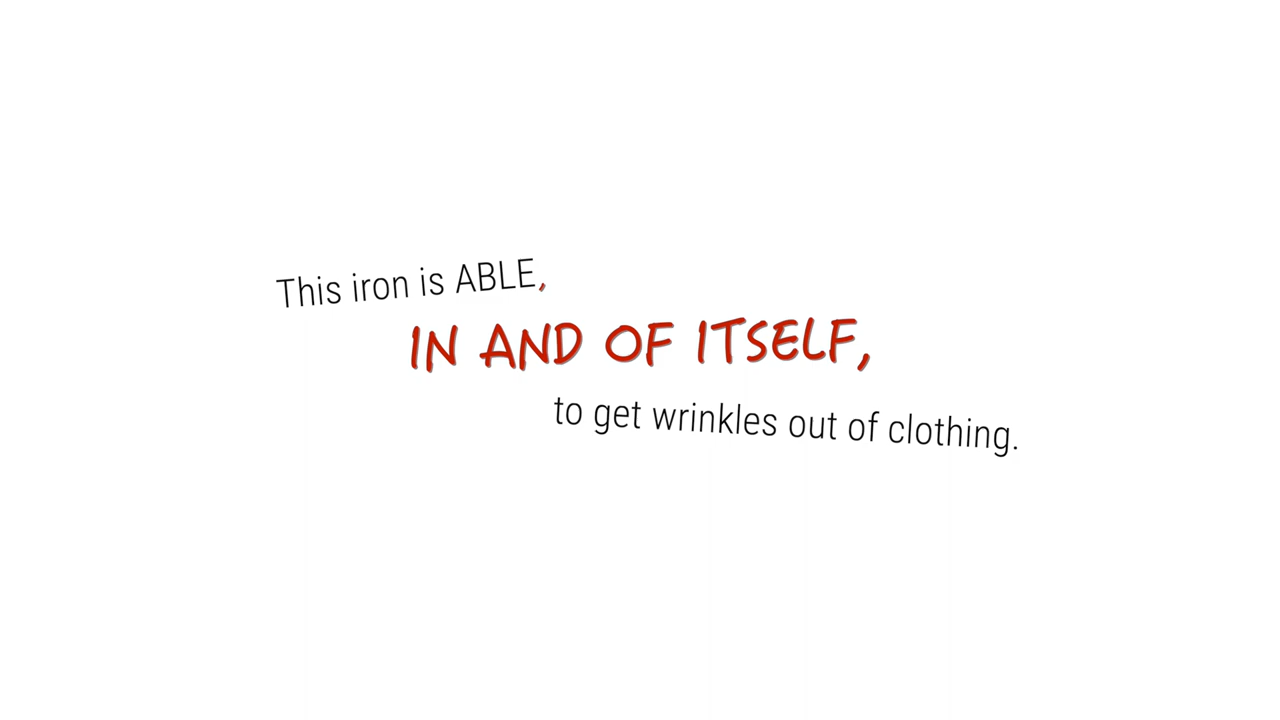 This iron is ABLE,
IN AND OF ITSELF,
to get wrinkles out of clothing.